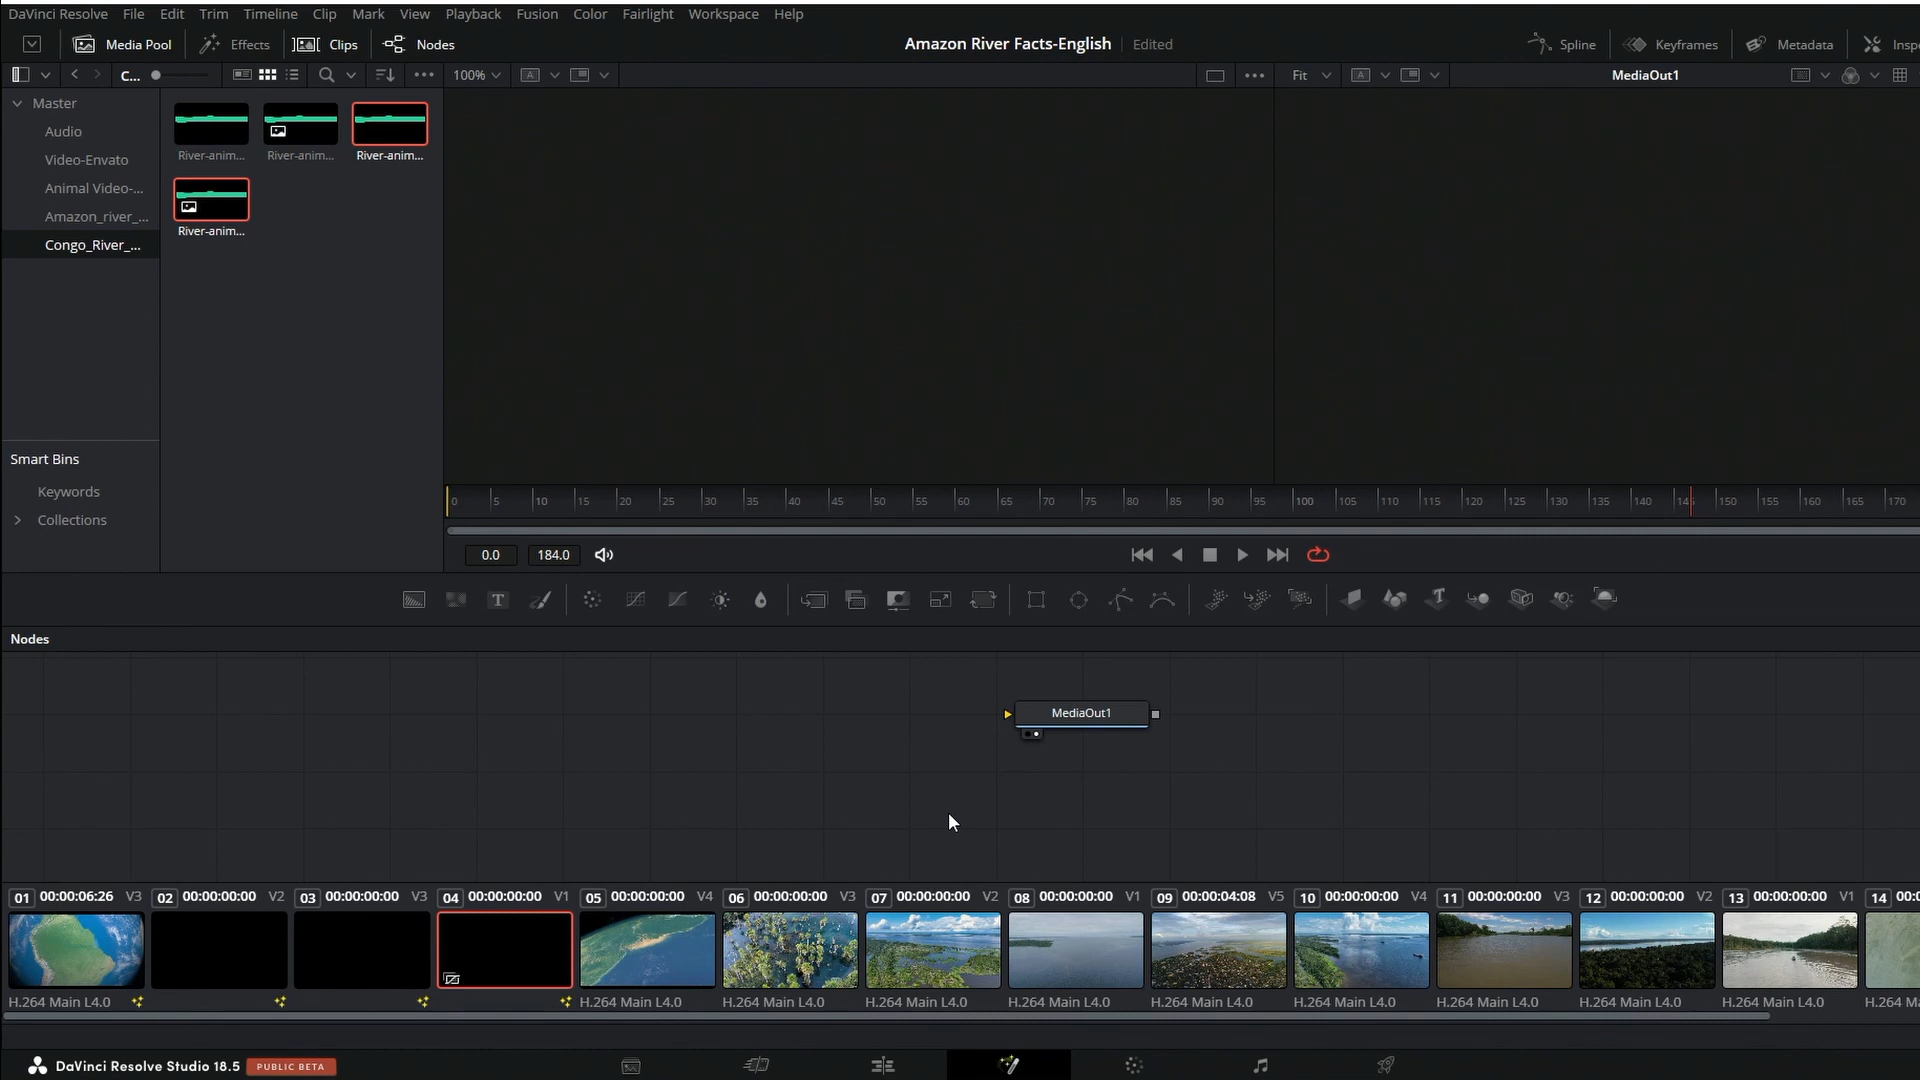 DaVinci Resolve File Edit Trim Timeline Clip Mark View Playback Fusion Color Fairlight Workspace Help
Media Pool Effects Clips Nodes Amazon River Facts-English Edited Spline Keyframes Metadata Inspe
C... 100% A Fit A MediaOut1
Master
Audio
Video-Envato
Animal Video-...
Amazon_river_...
Congo_River_...
River-anim... River-anim... River-anim...
River-anim...
Smart Bins
Keywords
Collections
0 5 10 15 20 25 30 35 40 45 50 55 60 65 70 75 80 85 90 95 100 105 110 115 120 125 130 135 140 145 150 155 160 165 170
0.0 184.0
T
Nodes
MediaOut1
01 00:00:06:26 V3 02 00:00:00:00 V2 03 00:00:00:00 V3 04 00:00:00:00 V1 05 00:00:00:00 V4 06 00:00:00:00 V3 07 00:00:00:00 V2 08 00:00:00:00 V1 09 00:00:04:08 V5 10 00:00:00:00 V4 11 00:00:00:00 V3 12 00:00:00:00 V2 13 00:00:00:00 V1 14 00:0
H.264 Main L4.0 H.264 Main L4.0 H.264 Main L4.0 H.264 Main L4.0 H.264 Main L4.0 H.264 Main L4.0 H.264 Main L4.0 H.264 Main L4.0 H.264 Main L4.0 H.264 Main L4.0 H.264 Ma
DaVinci Resolve Studio 18.5 PUBLIC BETA